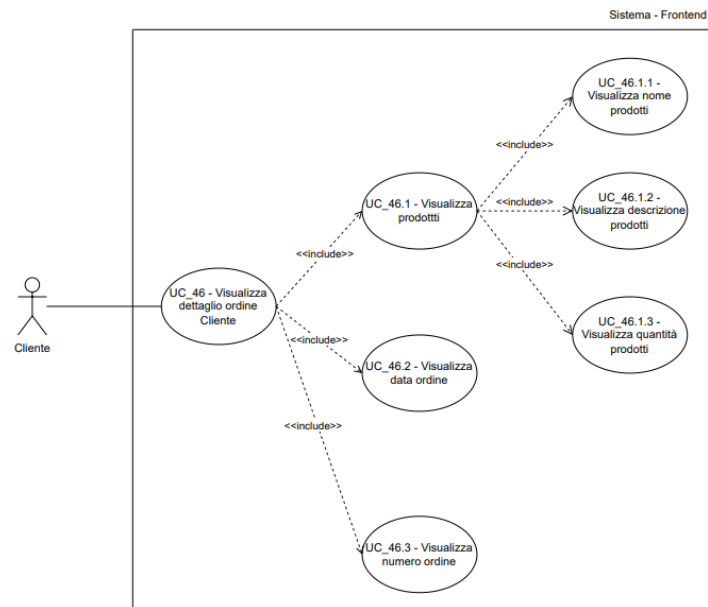 Sistema - Frontend
UC_46.1.1 -
Visualizza nome
prodotti
<<include>>
UC_46.1 - Visualizza
prodottti
<<include>>
UC_46.1.2 -
Visualizza descrizione
prodotti
<<include>>
<<include>>
UC_46 - Visualizza
dettaglio ordine
Cliente
Cliente
UC_46.1.3 -
Visualizza quantità
prodotti
<<include>>
UC_46.2 - Visualizza
data ordine
<<include>>
UC_46.3 - Visualizza
numero ordine